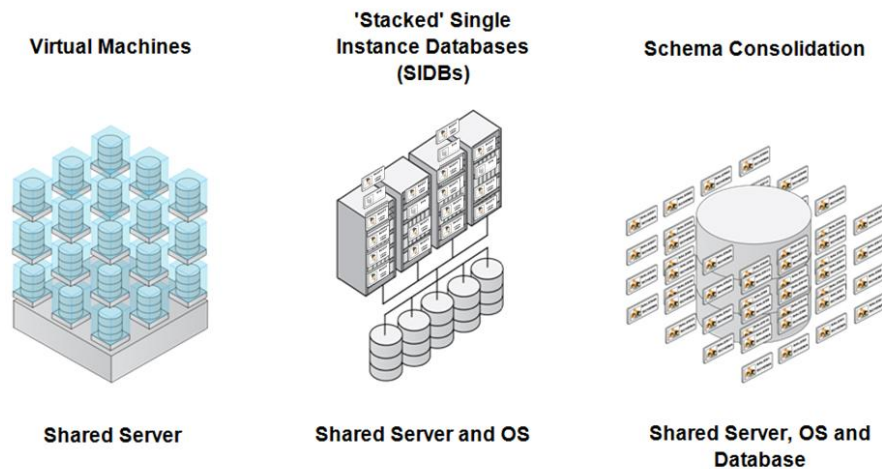 Virtual Machines
'Stacked' Single
Instance Databases
(SIDBs)
Schema Consolidation
Shared Server
Shared Server and OS
Shared Server, OS and
Database